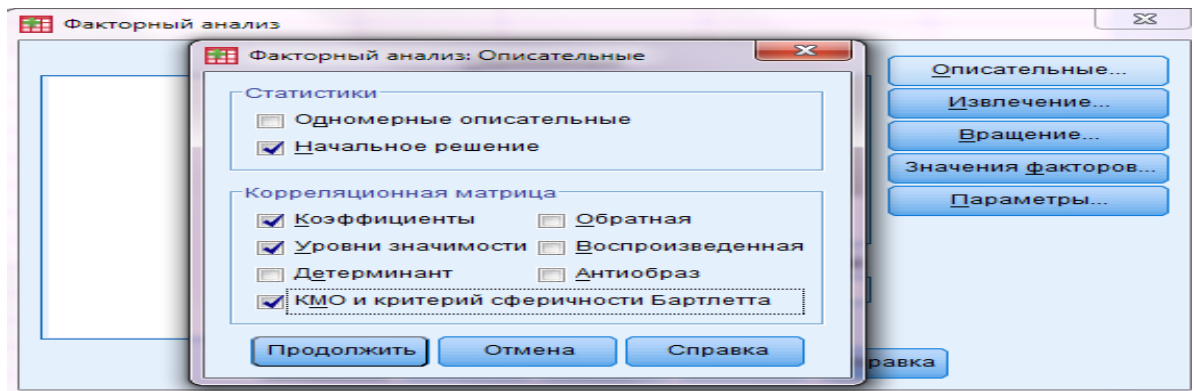 Факторный анализ
Факторный анализ: Описательные
Статистики
Одномерные описательные
Начальное решение
Корреляционная матрица
Коэффициенты
Обратная
Уровни значимости
Воспроизведенная
Детерминант
Антиобраз
КМО и критерий сферичности Бартлетта
Продолжить
Отмена
Справка
Описательные...
Извлечение...
Вращение...
Значения факторов...
Параметры...
равка